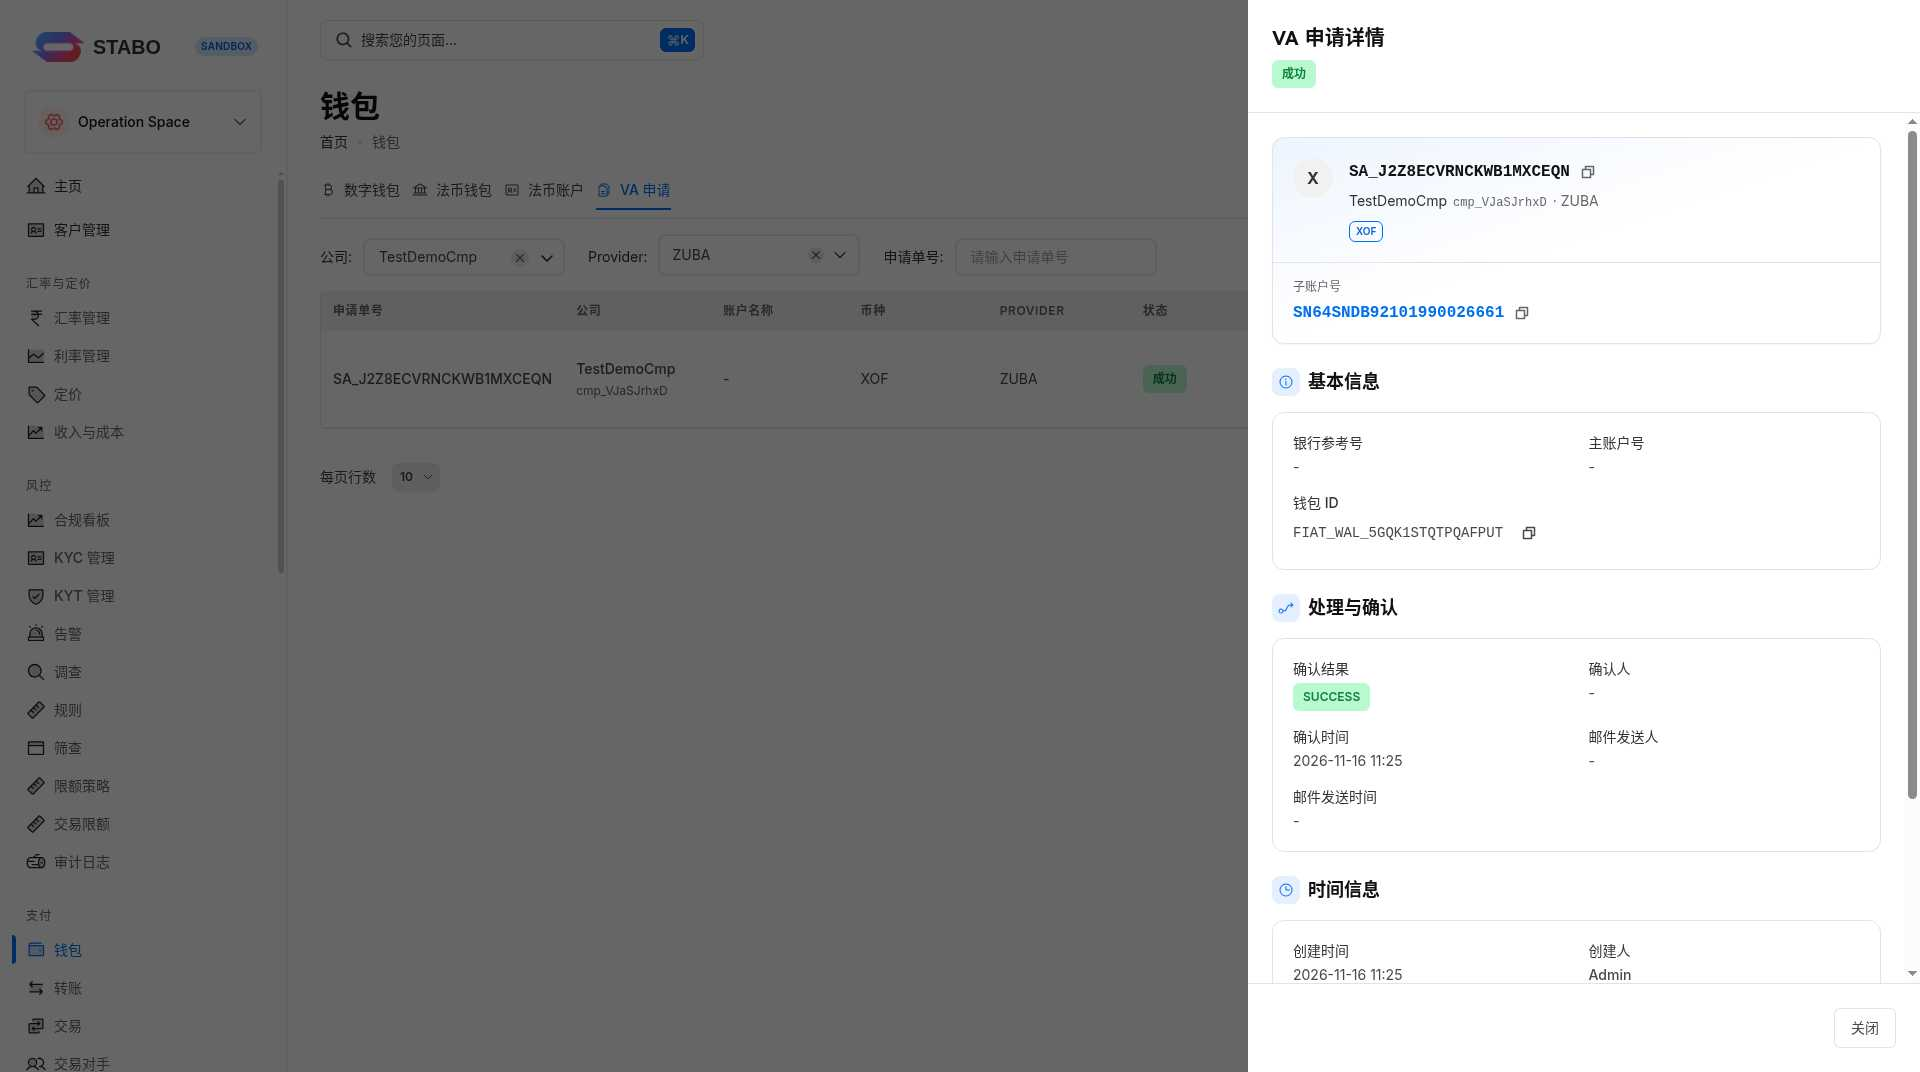 STABO
SANDBOX
Operation Space
主页
客户管理
汇率与定价
汇率管理
利率管理
定价
收入与成本
风控
合规看板
KYC 管理
KYT 管理
告警
调查
规则
筛查
限额策略
交易限额
审计日志
支付
钱包
转账
交易
交易对手
搜索您的页面...
⌘K
钱包
首页 钱包
数字钱包 法币钱包 法币账户 VA 申请
公司: TestDemoCmp Provider: ZUBA 申请单号: 请输入申请单号
申请单号 公司 账户名称 币种 PROVIDER 状态
SA_J2Z8ECVRNCKWB1MXCEQN TestDemoCmp - XOF ZUBA 成功
cmp_VJaSJrhxD
每页行数 10
VA 申请详情
成功
X
SA_J2Z8ECVRNCKWB1MXCEQN
TestDemoCmp cmp_VJaSJrhxD · ZUBA
XOF
子账户号
SN64SNDB92101990026661
基本信息
银行参考号 主账户号
- -
钱包 ID
FIAT_WAL_5GQK1STQTPQAFPUT
处理与确认
确认结果 确认人
SUCCESS -
确认时间 邮件发送人
2026-11-16 11:25 -
邮件发送时间
-
时间信息
创建时间 创建人
2026-11-16 11:25 Admin
关闭